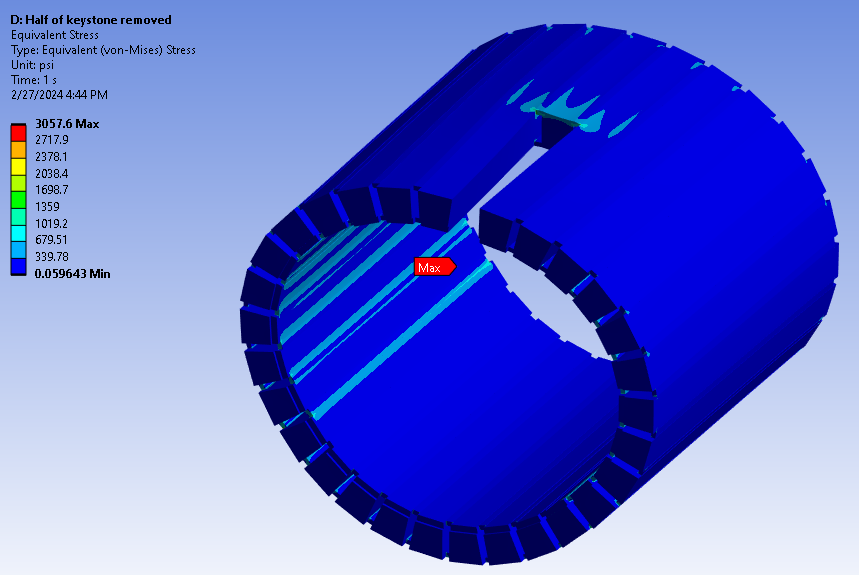 D: Half of keystone removed
Equivalent Stress
Type: Equivalent (von-Mises) Stress
Unit: psi
Time: 1 s
2/27/2024 4:44 PM
3057.6 Max
2717.9
2378.1
2038.4
1698.7
1359
1019.2
679.51
339.78
0.059643 Min
Max